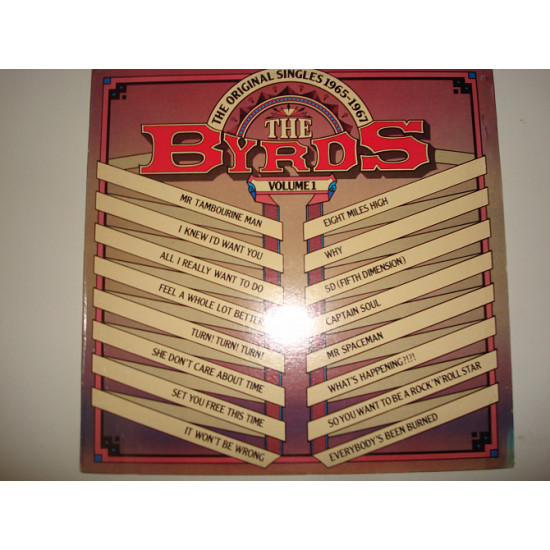 THE ORIGINAL SINGLES 1965-1967
THE
BYRDS
VOLUME 1
MR TAMBOURINE MAN
I KNEW I'D WANT YOU
ALL I REALLY WANT TO DO
FEEL A WHOLE LOT BETTER
TURN! TURN! TURN!
SHE DON'T CARE ABOUT TIME
SET YOU FREE THIS TIME
IT WON'T BE WRONG
EIGHT MILES HIGH
WHY
5D (FIFTH DIMENSION)
CAPTAIN SOUL
MR SPACEMAN
WHAT'S HAPPENING?!?!
SO YOU WANT TO BE A ROCK 'N' ROLL STAR
EVERYBODY'S BEEN BURNED